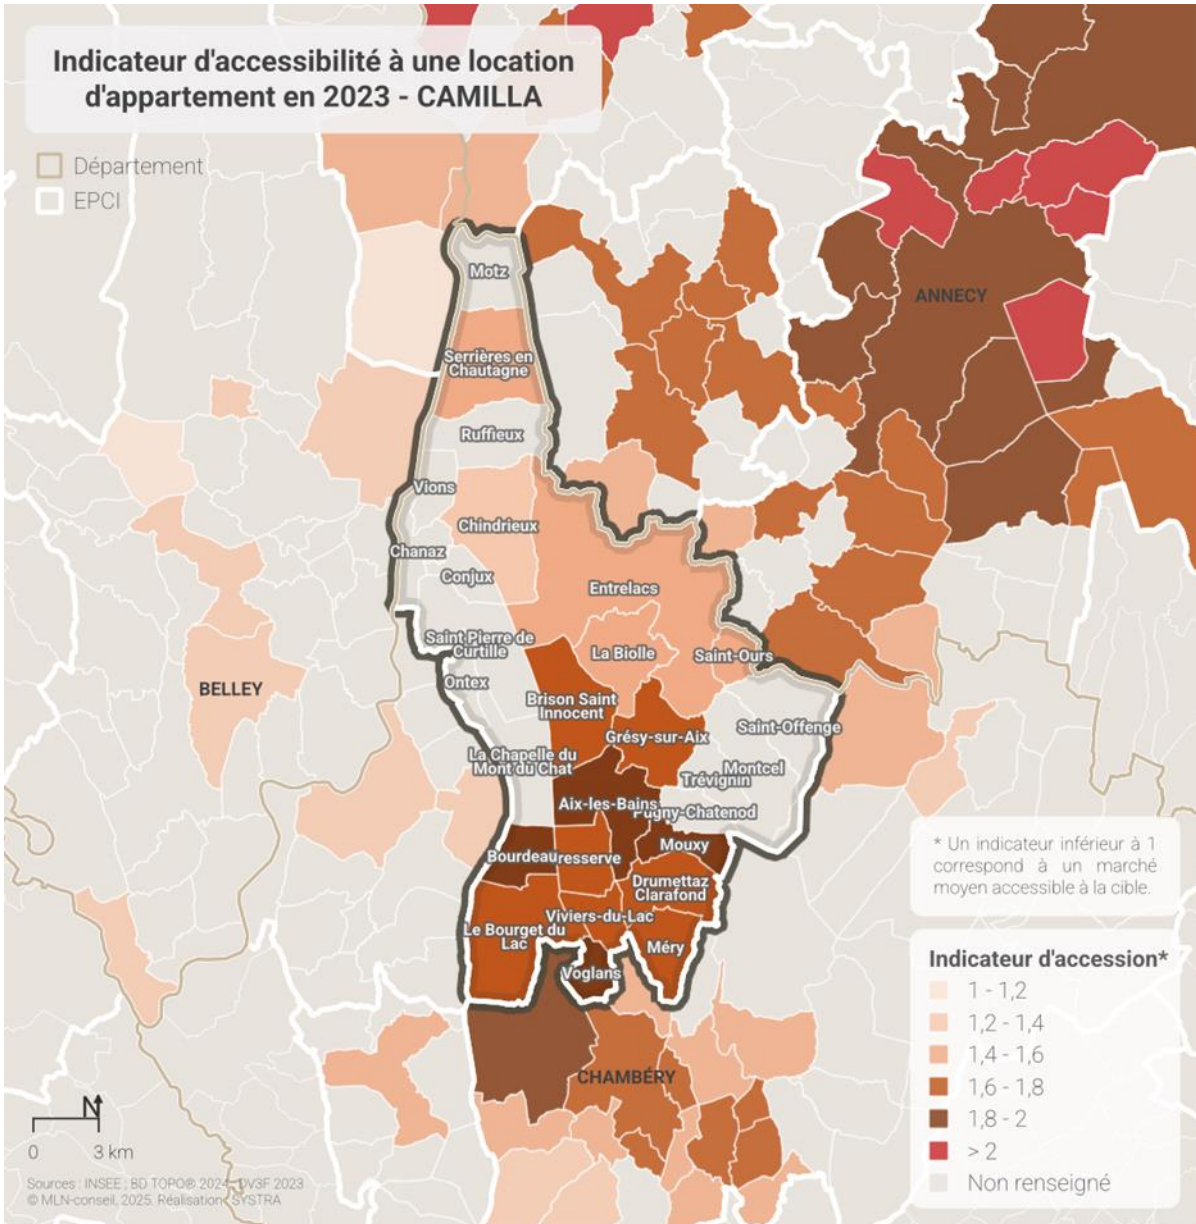 Indicateur d'accessibilité à une location
d'appartement en 2023 - CAMILLA
Département
EPCI
Motz
ANNECY
Serrières en
Chautagne
Ruffieux
Vions
Chindrieux
Chanaz
Conjux
Entrelacs
Saint Pierre de
Curtille
La Biolle
Saint-Ours
Ontex
BELLEY
Brison Saint
Innocent
Grésy-sur-Aix
Saint-Offenge
La Chapelle du
Mont du Chat
Montcel
Trévignin
Aix-les-Bains
Pugny-Chatenod
Mouxy
Bourdeau
resserve
Drumettaz
Clarafond
Viviers-du-Lac
Le Bourget du
Lac
Méry
Voglans
CHAMBÉRY
* Un indicateur inférieur à 1
correspond à un marché
moyen accessible à la cible.
Indicateur d'accession*
1 - 1,2
1,2 - 1,4
1,4 - 1,6
1,6 - 1,8
1,8 - 2
> 2
Non renseigné
N
0 3 km
Sources : INSEE ; BD TOPO® 2024 ; DV3F 2023
© MLN-conseil, 2025. Réalisation : SYSTRA